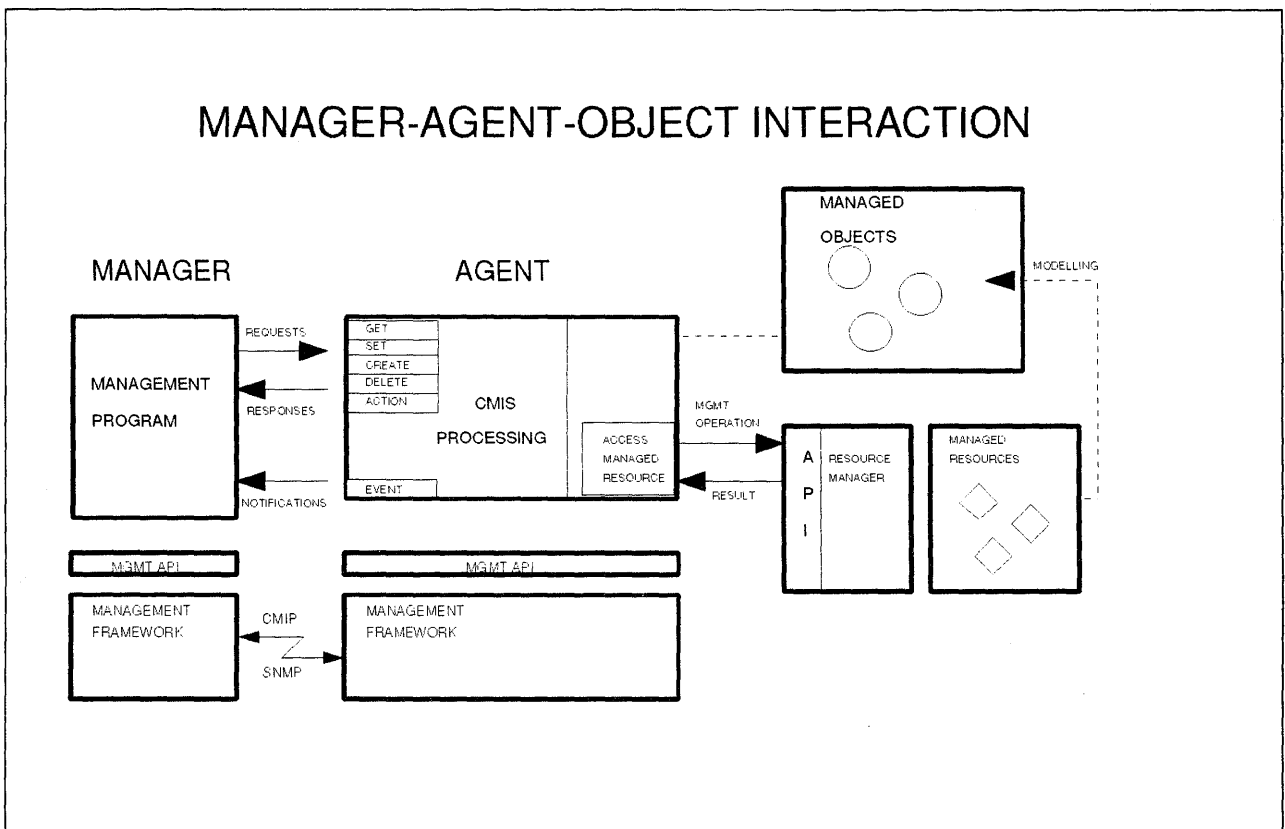 MANAGER-AGENT-OBJECT INTERACTION
MANAGER
AGENT
MANAGED
OBJECTS
MODELLING
MANAGEMENT
PROGRAM
REQUESTS
RESPONSES
NOTIFICATIONS
GET
SET
CREATE
DELETE
ACTION
EVENT
CMIS
PROCESSING
ACCESS
MANAGED
RESOURCE
MGMT
OPERATION
RESULT
A
P
I
RESOURCE
MANAGER
MANAGED
RESOURCES
MGMT API
MGMT API
MANAGEMENT
FRAMEWORK
CMIP
SNMP
MANAGEMENT
FRAMEWORK